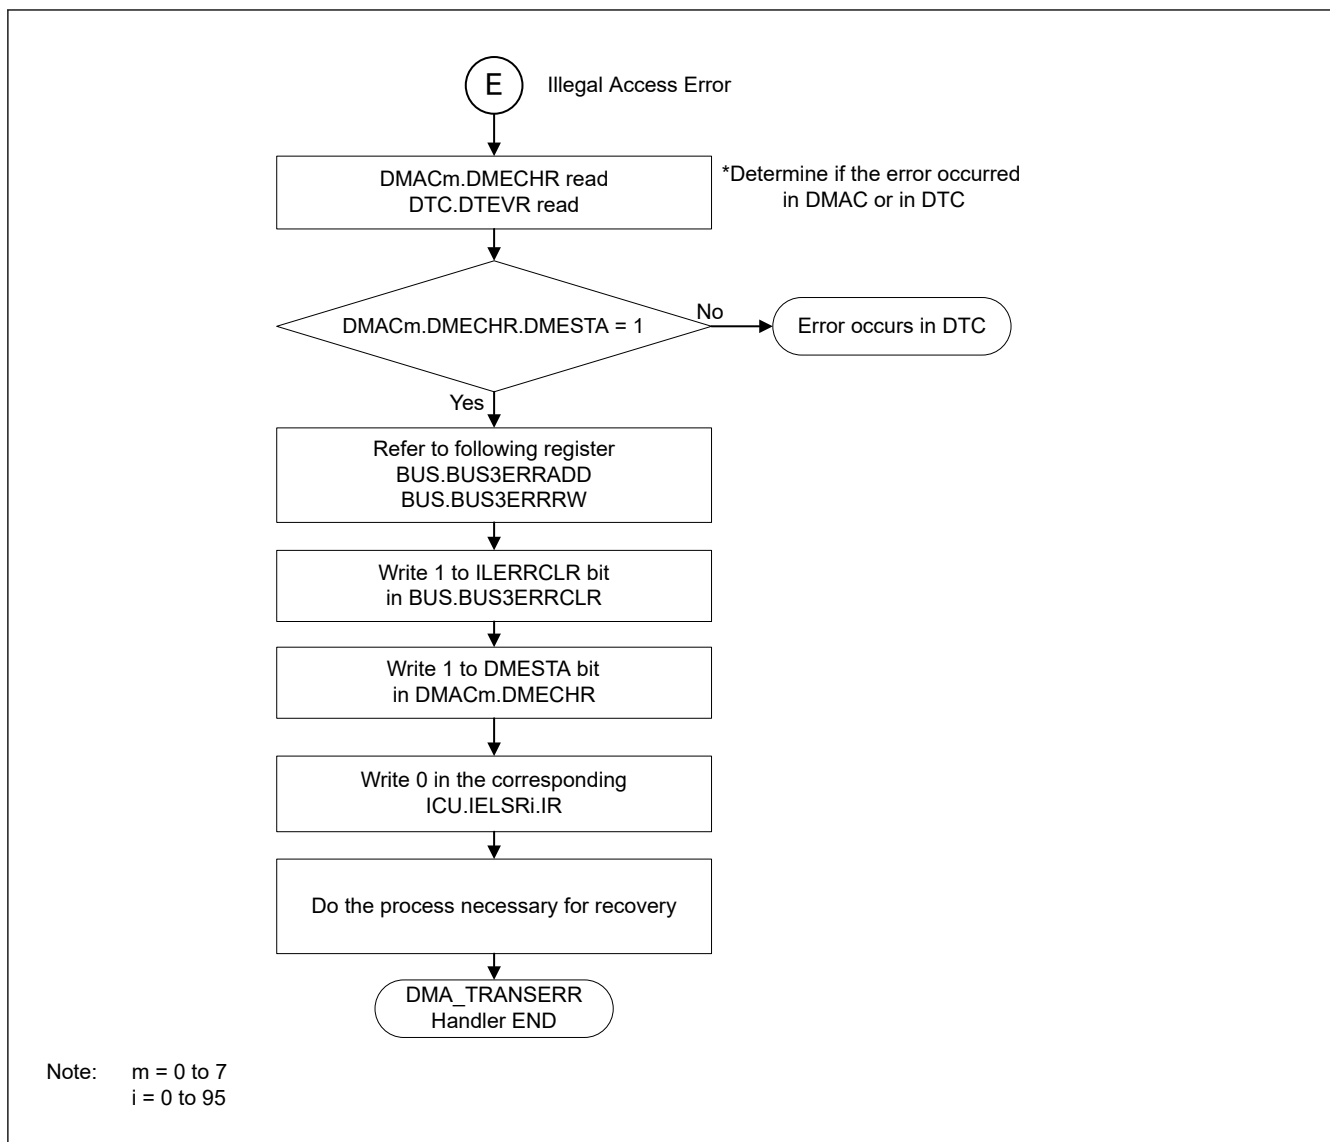 E
Illegal Access Error
DMACm.DMECHR read
DTC.DTEVR read
*Determine if the error occurred
in DMAC or in DTC
DMACm.DMECHR.DMESTA = 1
No
Error occurs in DTC
Yes
Refer to following register
BUS.BUS3ERRADD
BUS.BUS3ERRRW
Write 1 to ILERRCLR bit
in BUS.BUS3ERRCLR
Write 1 to DMESTA bit
in DMACm.DMECHR
Write 0 in the corresponding
ICU.IELSRi.IR
Do the process necessary for recovery
DMA_TRANSERR
Handler END
Note: m = 0 to 7
i = 0 to 95